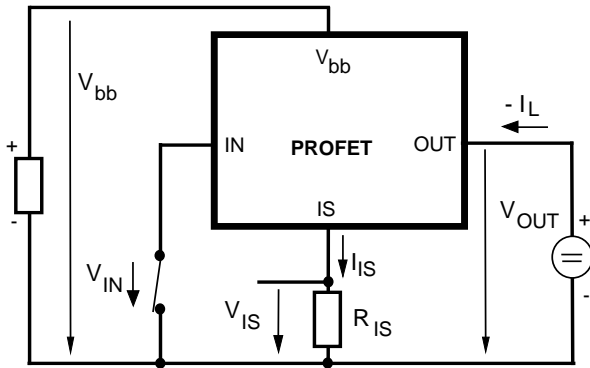 V bb
V bb
- I L
IN
PROFET
OUT
+
-
IS
V OUT
+
-
V IN
I IS
V IS
R IS